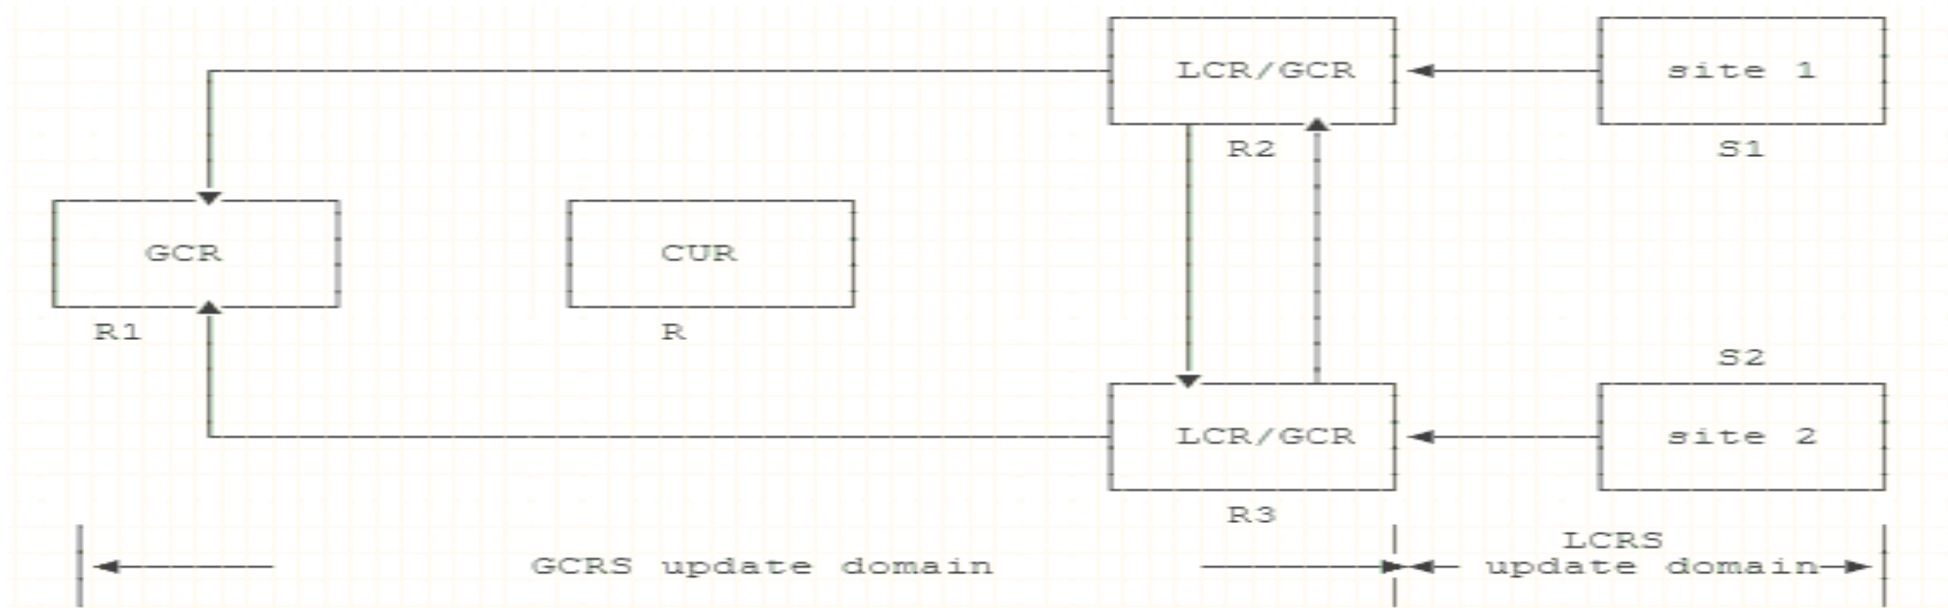 LCR/GCR site 1
R2 S1
GCR CUR
R1 R
S2
LCR/GCR site 2
R3
LCRS
GCRS update domain update domain